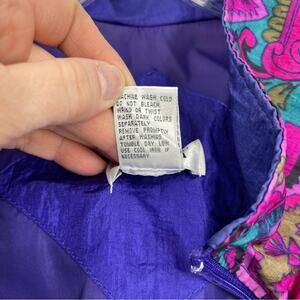 MACHINE WASH COLD
DO NOT BLEACH,
WRING OR TWIST
WASH DARK COLORS
SEPARATELY
REMOVE PROMPTLY
AFTER WASHING
TUMBLE DRY LOW
USE COOL IRON IF
NECESSARY